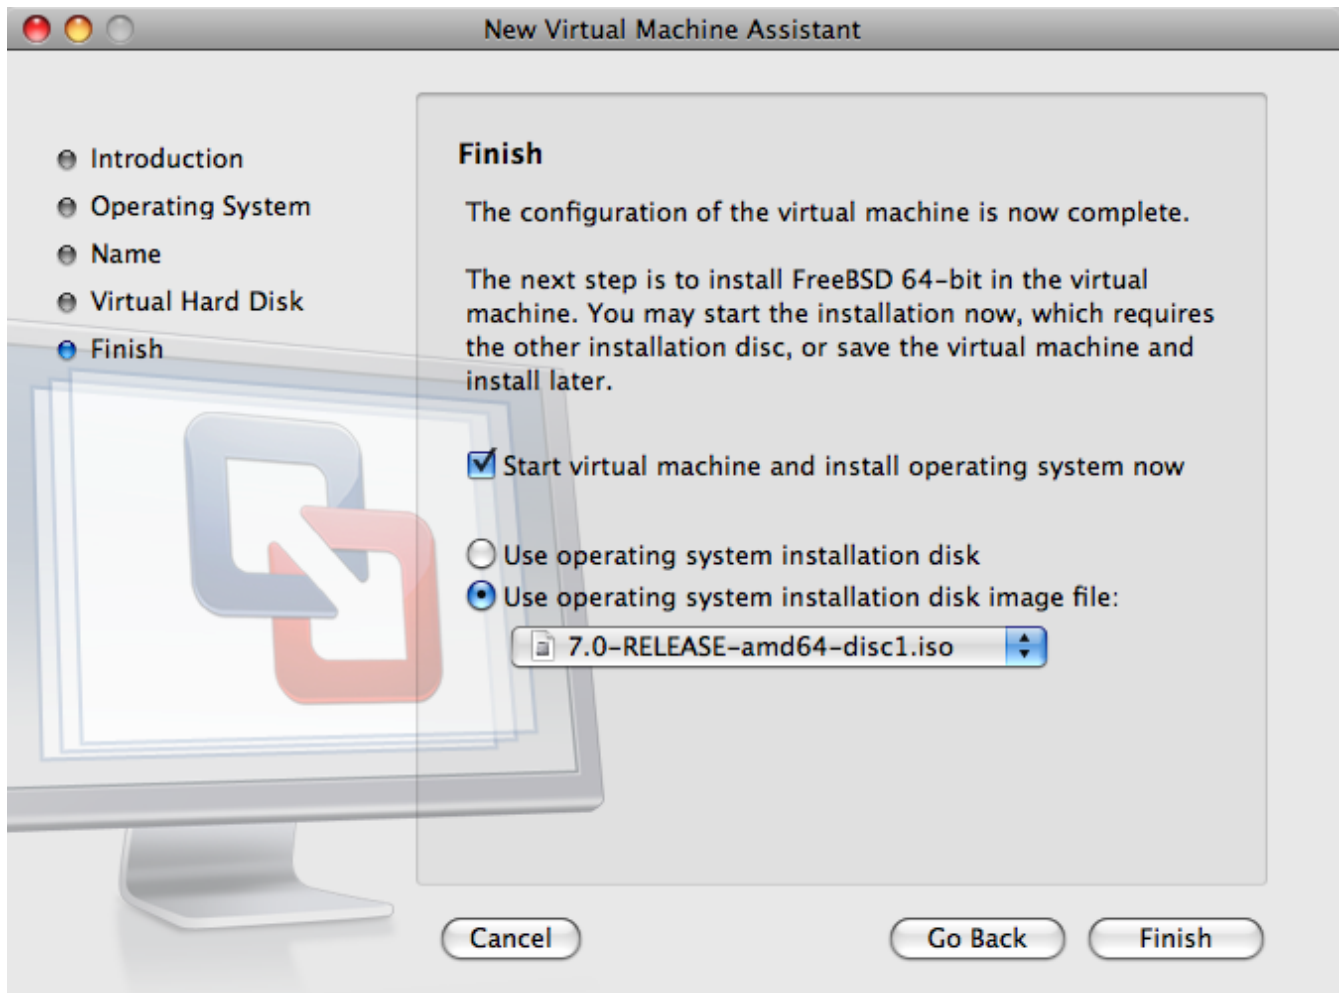 New Virtual Machine Assistant
Introduction
Operating System
Name
Virtual Hard Disk
Finish
Finish
The configuration of the virtual machine is now complete.
The next step is to install FreeBSD 64-bit in the virtual
machine. You may start the installation now, which requires
the other installation disc, or save the virtual machine and
install later.
Start virtual machine and install operating system now
Use operating system installation disk
Use operating system installation disk image file:
7.0-RELEASE-amd64-disc1.iso
Cancel
Go Back
Finish